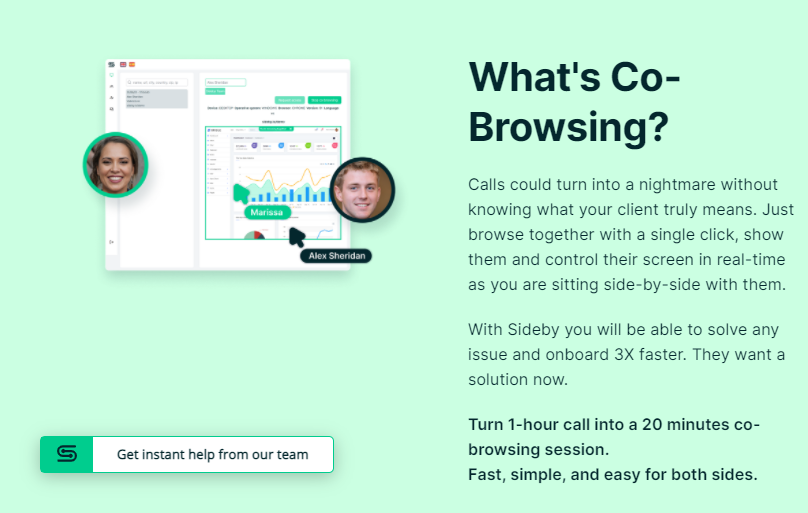 What's Co-
Browsing?
Calls could turn into a nightmare without
knowing what your client truly means. Just
browse together with a single click, show
them and control their screen in real-time
as you are sitting side-by-side with them.
With Sideby you will be able to solve any
issue and onboard 3X faster. They want a
solution now.
Turn 1-hour call into a 20 minutes co-
browsing session.
Fast, simple, and easy for both sides.
Alex Sheridan
Marissa
Alex Sheridan
Get instant help from our team